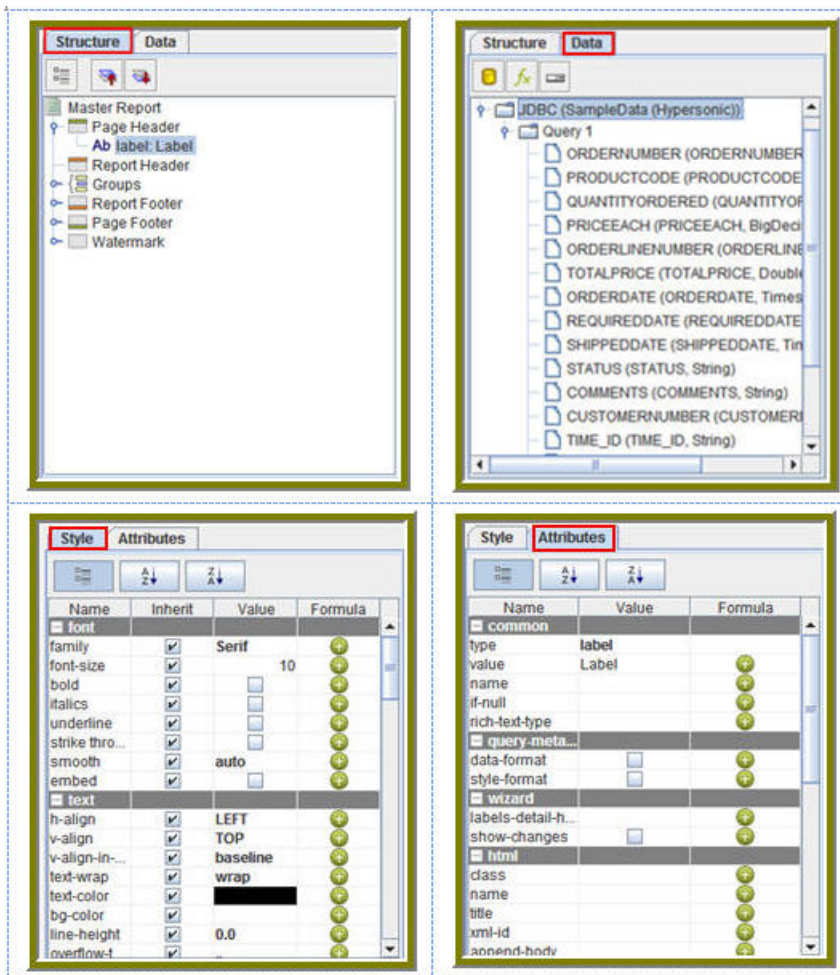 Structure Data
Master Report
Page Header
Ab label: Label
Report Header
Groups
Report Footer
Page Footer
Watermark
Structure Data
fx
JDBC (SampleData (Hypersonic))
Query 1
ORDERNUMBER (ORDERNUMBER
PRODUCTCODE (PRODUCTCODE
QUANTITYORDERED (QUANTITYOF
PRICEEACH (PRICEEACH, BigDeci
ORDERLINENUMBER (ORDERLINE
TOTALPRICE (TOTALPRICE, Double
ORDERDATE (ORDERDATE, Times
REQUIREDDATE (REQUIREDDATE
SHIPPEDDATE (SHIPPEDDATE, Tin
STATUS (STATUS, String)
COMMENTS (COMMENTS, String)
CUSTOMERNUMBER (CUSTOMER
TIME_ID (TIME_ID, String)
Style Attributes
A Z Z A
Name Inherit Value Formula
font
family Serif
font-size 10
bold
italics
underline
strike thro...
smooth auto
embed
text
h-align LEFT
v-align TOP
v-align-in-... baseline
text-wrap wrap
text-color
bg-color
line-height 0.0
overflow-t
Style Attributes
A Z Z A
Name Value Formula
common
type label
value Label
name
if-null
rich-text-type
query-meta...
data-format
style-format
wizard
labels-detail-h...
show-changes
html
class
name
title
xml-id
append-body